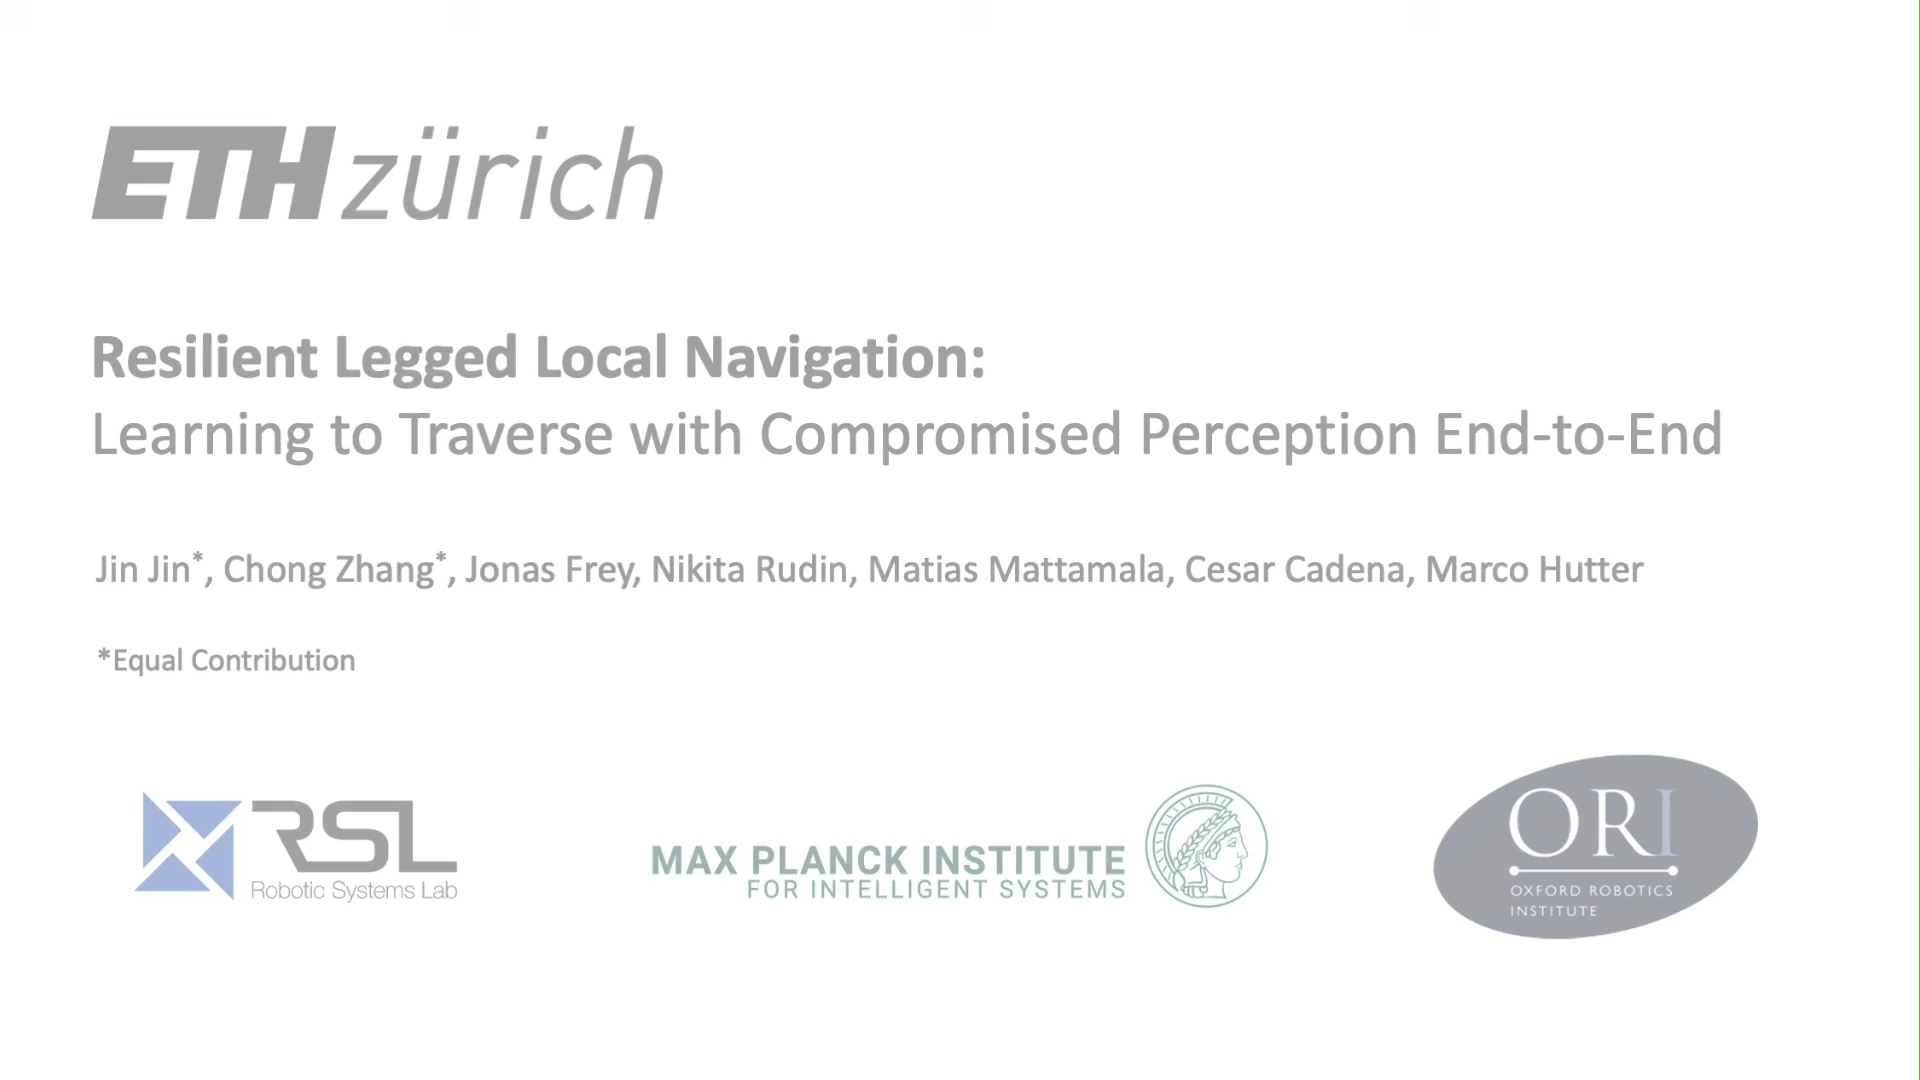 ETH zürich
Resilient Legged Local Navigation:
Learning to Traverse with Compromised Perception End-to-End
Jin Jin*, Chong Zhang*, Jonas Frey, Nikita Rudin, Matias Mattamala, Cesar Cadena, Marco Hutter
*Equal Contribution
RSL
Robotic Systems Lab
MAX PLANCK INSTITUTE
FOR INTELLIGENT SYSTEMS
ORI
OXFORD ROBOTICS
INSTITUTE